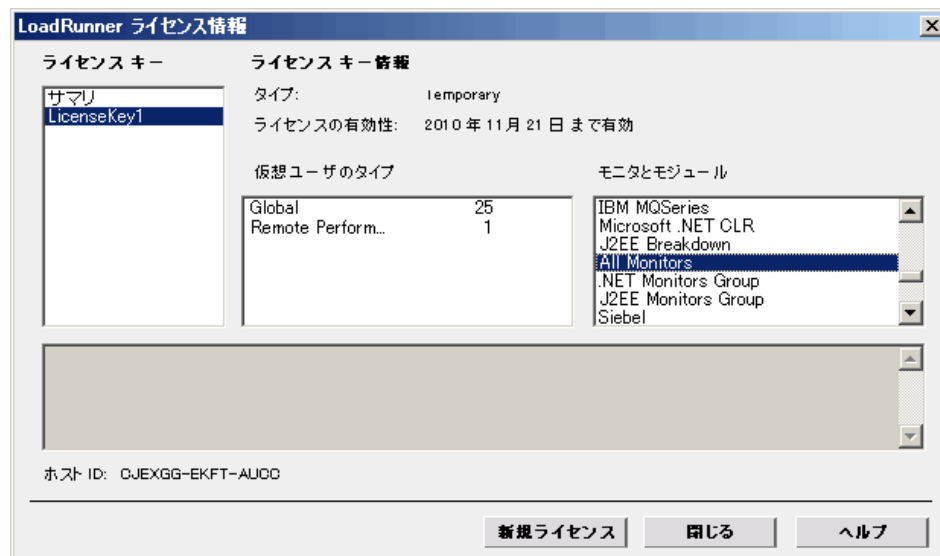 LoadRunner ライセンス情報
ライセンス キー
ライセンス キー情報
サマリ
LicenseKey1
タイプ: Temporary
ライセンスの有効性: 2010 年 11月 21 日 まで有効
仮想ユーザのタイプ
モニタとモジュール
Global 25
Remote Perform... 1
IBM MQSeries
Microsoft .NET CLR
J2EE Breakdown
All Monitors
.NET Monitors Group
J2EE Monitors Group
Siebel
ホスト ID: CJEXGG-EKFT-AUCC
新規ライセンス
閉じる
ヘルプ